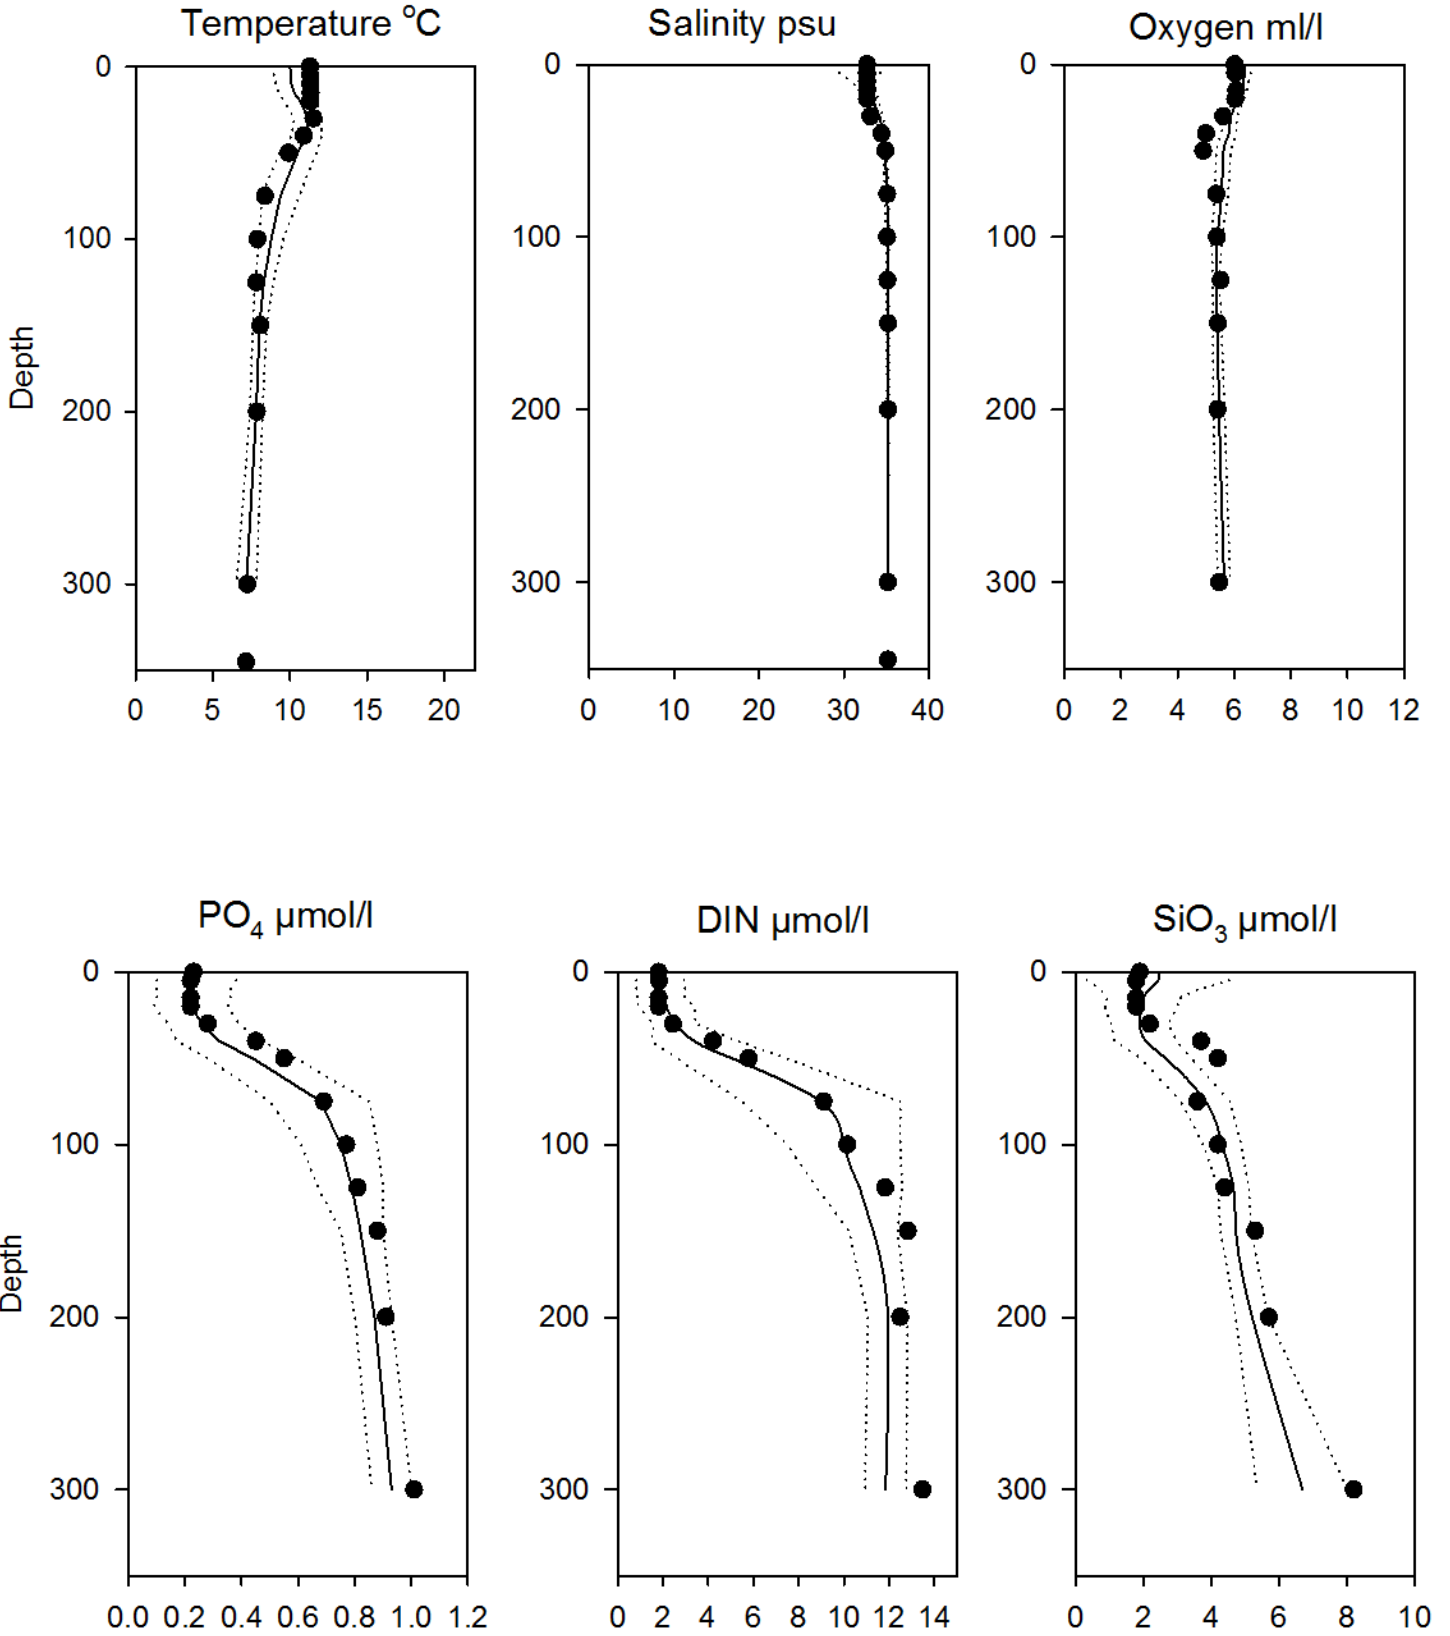 Temperature °C
Salinity psu
Oxygen ml/l
0
100
200
300
Depth
0 5 10 15 20
0
100
200
300
0 10 20 30 40
0
100
200
300
0 2 4 6 8 10 12
PO₄ µmol/l
DIN µmol/l
SiO₃ µmol/l
0
100
200
300
Depth
0.0 0.2 0.4 0.6 0.8 1.0 1.2
0
100
200
300
0 2 4 6 8 10 12 14
0
100
200
300
0 2 4 6 8 10